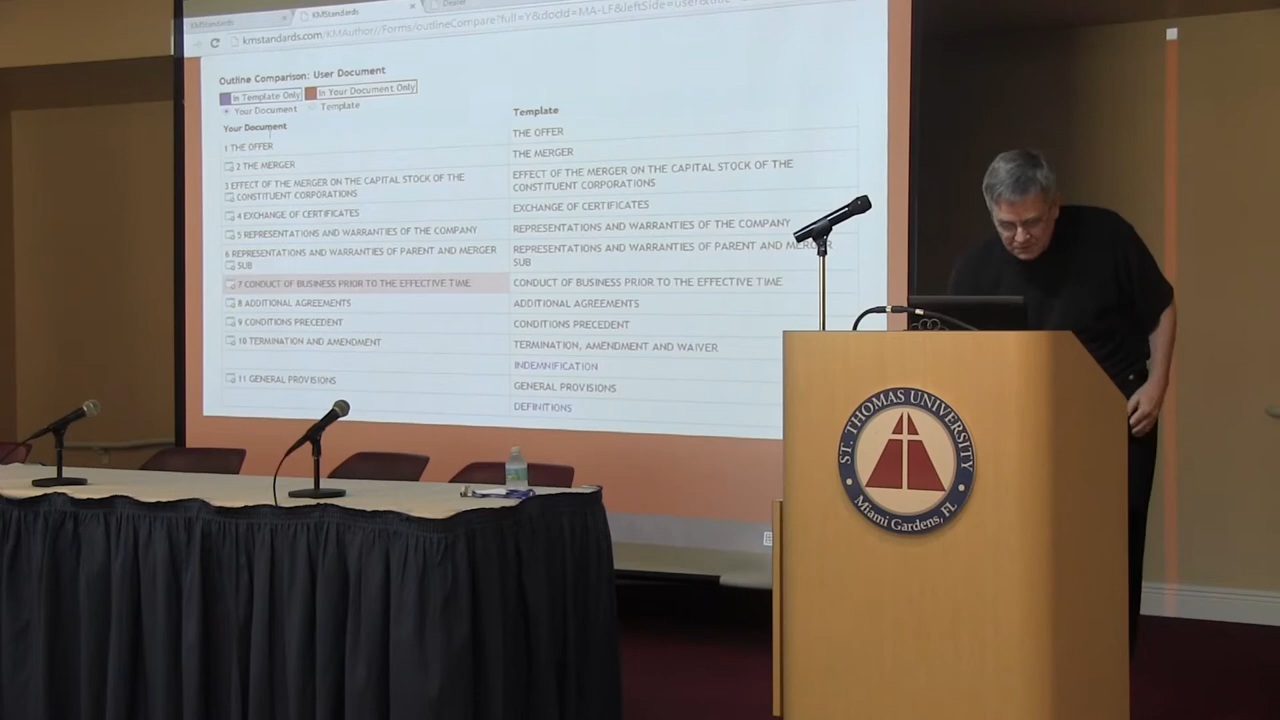 KMStandards
KMStandards
Dealer
kmstandards.com/KMAuthor//Forms/outlineCompare?full=Y&docId=MA-LF&leftSide=user&
Outline Comparison: User Document
In Template Only In Your Document Only
Your Document Template
Your Document Template
1 THE OFFER THE OFFER
2 THE MERGER THE MERGER
3 EFFECT OF THE MERGER ON THE CAPITAL STOCK OF THE
CONSTITUENT CORPORATIONS
EFFECT OF THE MERGER ON THE CAPITAL STOCK OF THE
CONSTITUENT CORPORATIONS
4 EXCHANGE OF CERTIFICATES EXCHANGE OF CERTIFICATES
5 REPRESENTATIONS AND WARRANTIES OF THE COMPANY REPRESENTATIONS AND WARRANTIES OF THE COMPANY
6 REPRESENTATIONS AND WARRANTIES OF PARENT AND MERGER
SUB
REPRESENTATIONS AND WARRANTIES OF PARENT AND MERGER
SUB
7 CONDUCT OF BUSINESS PRIOR TO THE EFFECTIVE TIME CONDUCT OF BUSINESS PRIOR TO THE EFFECTIVE TIME
8 ADDITIONAL AGREEMENTS ADDITIONAL AGREEMENTS
9 CONDITIONS PRECEDENT CONDITIONS PRECEDENT
10 TERMINATION AND AMENDMENT TERMINATION, AMENDMENT AND WAIVER
INDEMNIFICATION
11 GENERAL PROVISIONS GENERAL PROVISIONS
DEFINITIONS
ST. THOMAS UNIVERSITY
Miami Gardens, FL